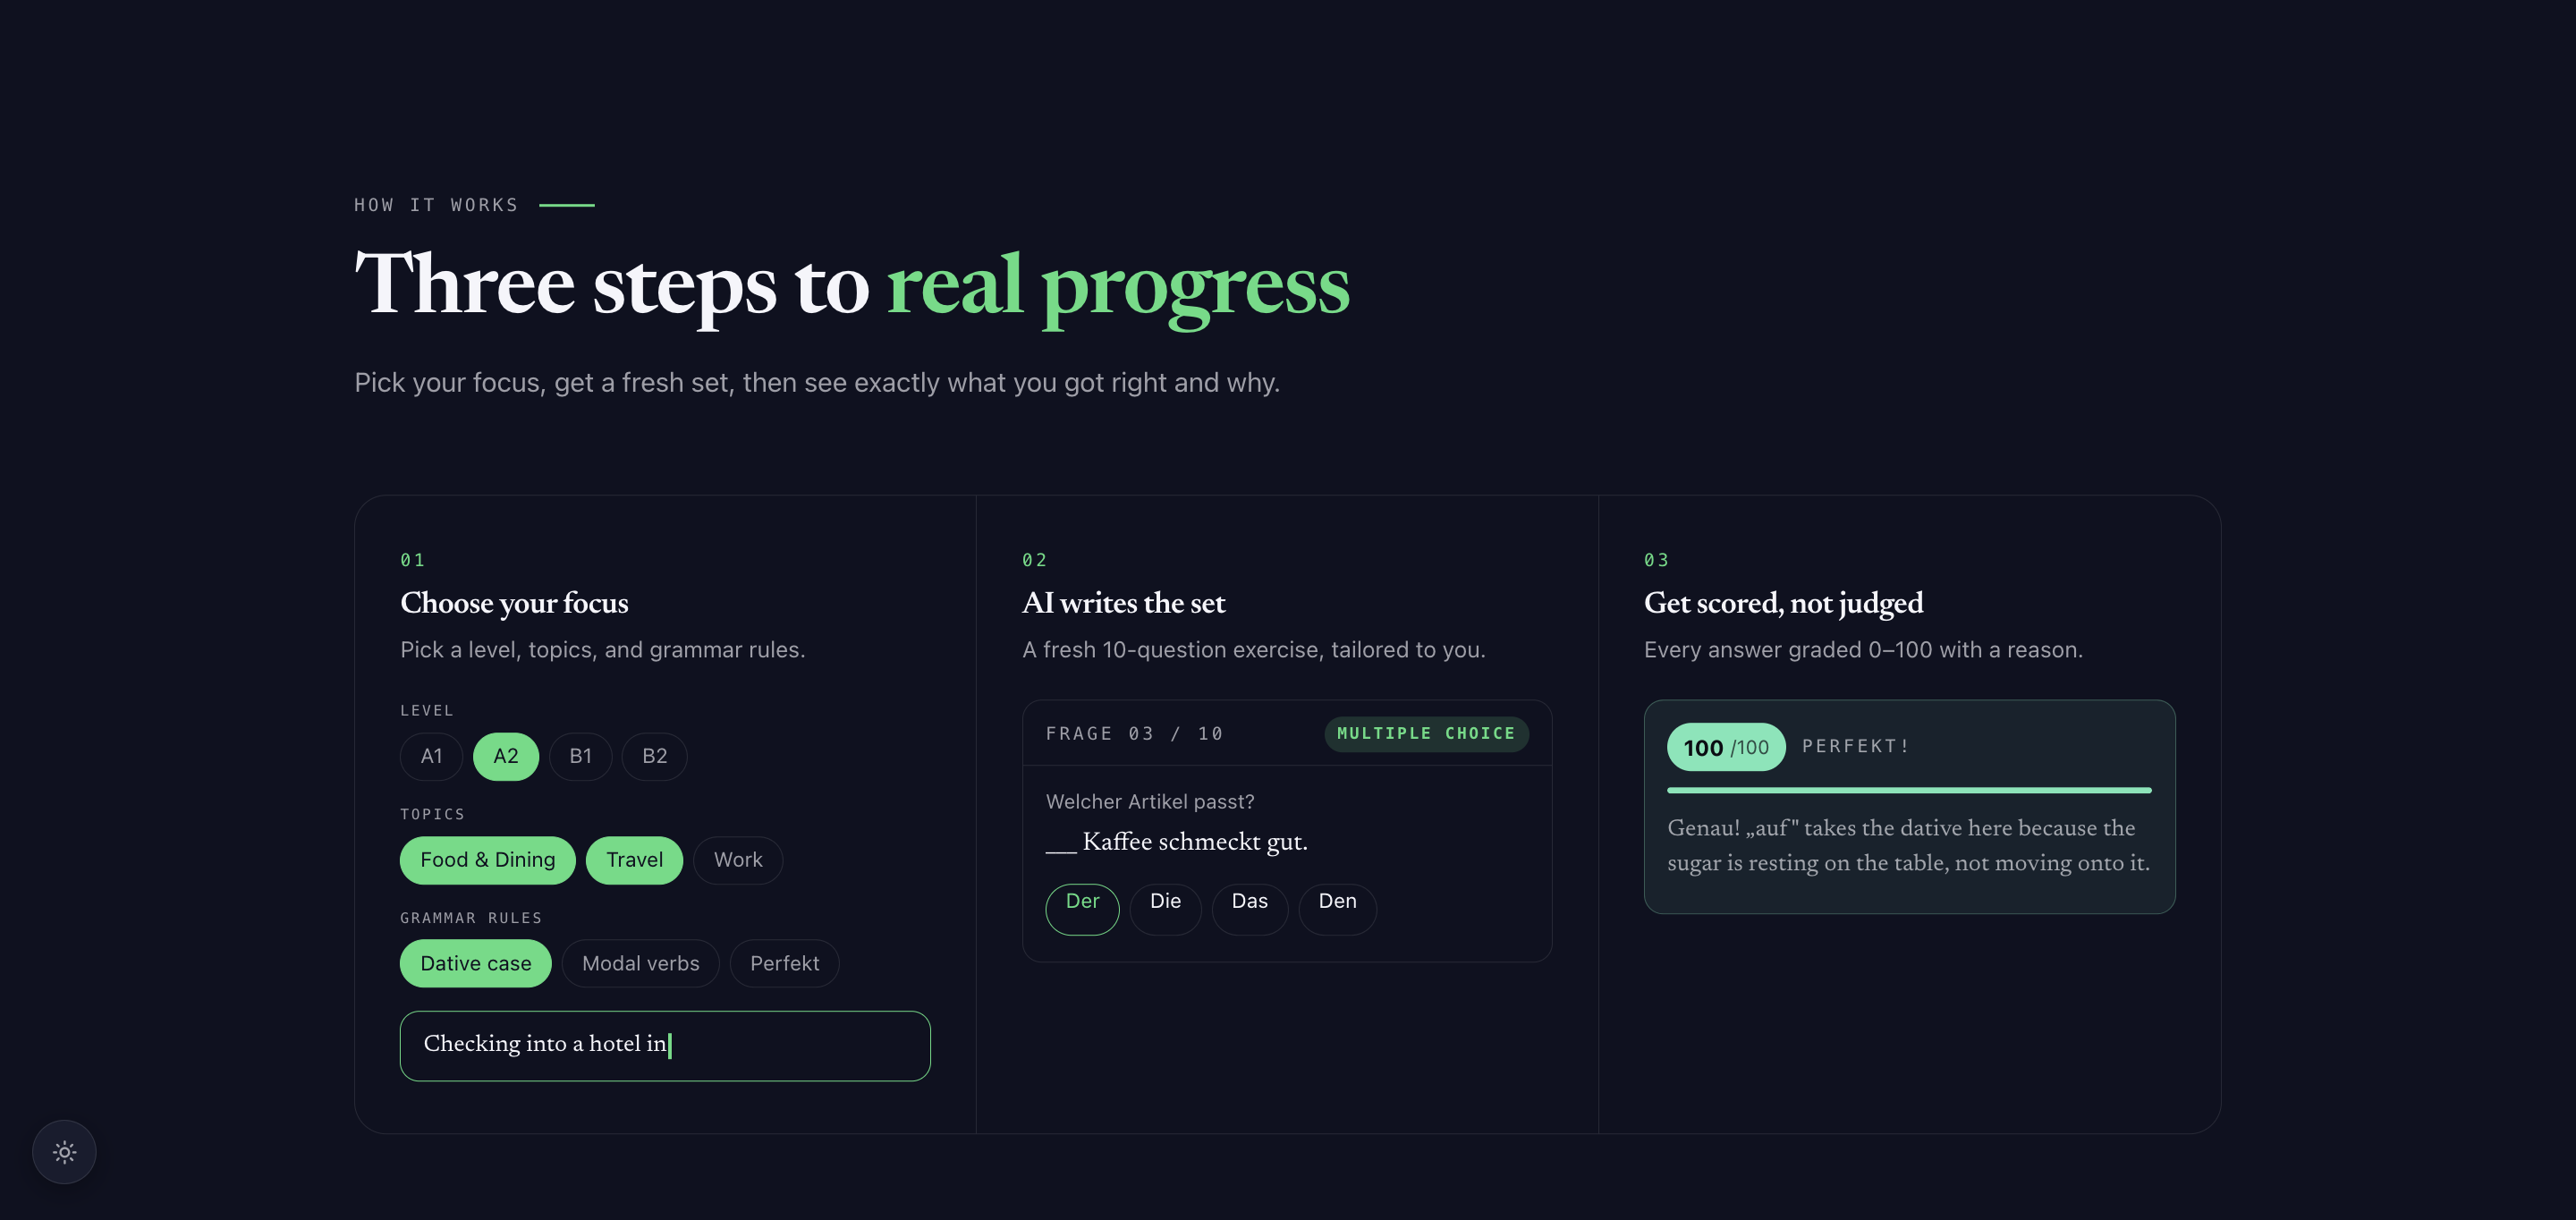 HOW IT WORKS
Three steps to real progress
Pick your focus, get a fresh set, then see exactly what you got right and why.
01
Choose your focus
Pick a level, topics, and grammar rules.
LEVEL
A1 A2 B1 B2
TOPICS
Food & Dining Travel Work
GRAMMAR RULES
Dative case Modal verbs Perfekt
Checking into a hotel in
02
AI writes the set
A fresh 10-question exercise, tailored to you.
FRAGE 03 / 10 MULTIPLE CHOICE
Welcher Artikel passt?
___ Kaffee schmeckt gut.
Der Die Das Den
03
Get scored, not judged
Every answer graded 0–100 with a reason.
100 /100 PERFEKT!
Genau! „auf" takes the dative here because the
sugar is resting on the table, not moving onto it.